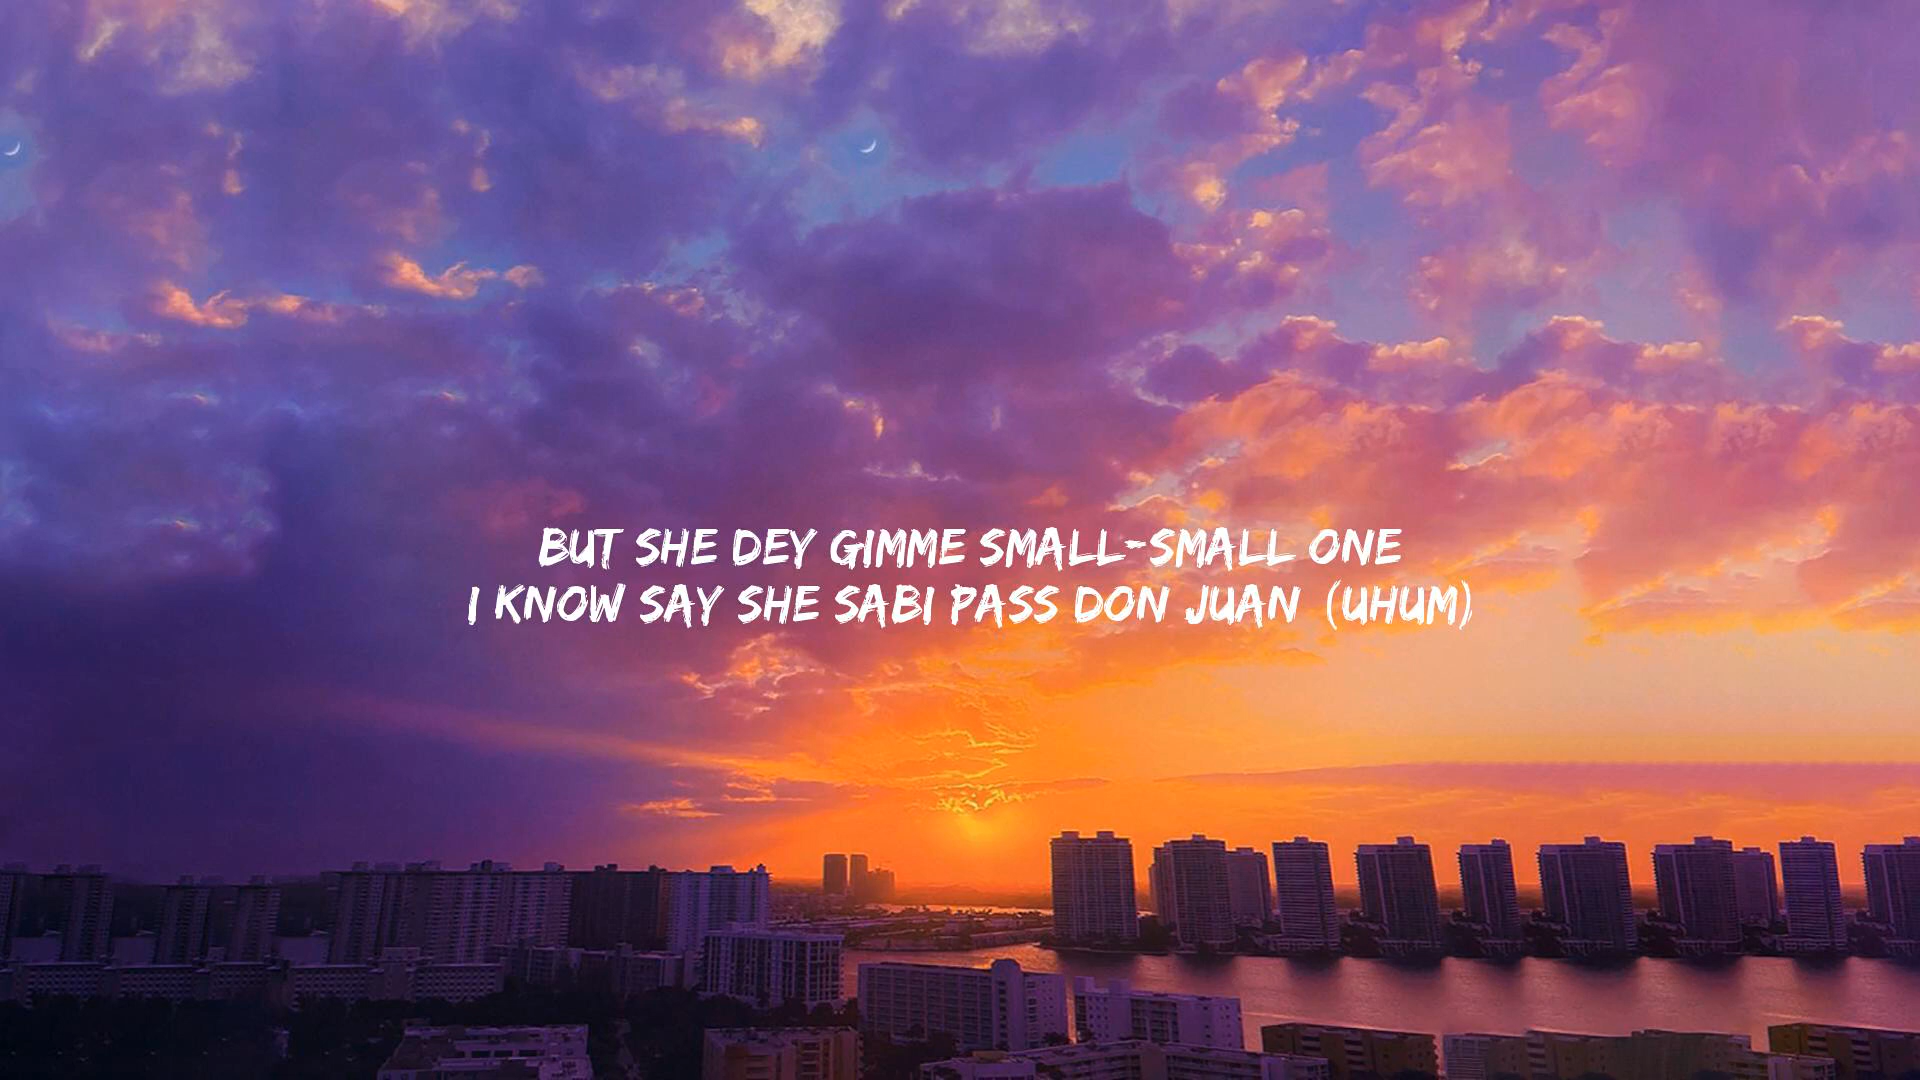 BUT SHE DEY GIMME SMALL-SMALL ONE
I KNOW SAY SHE SABI PASS DON JUAN (UHUM)